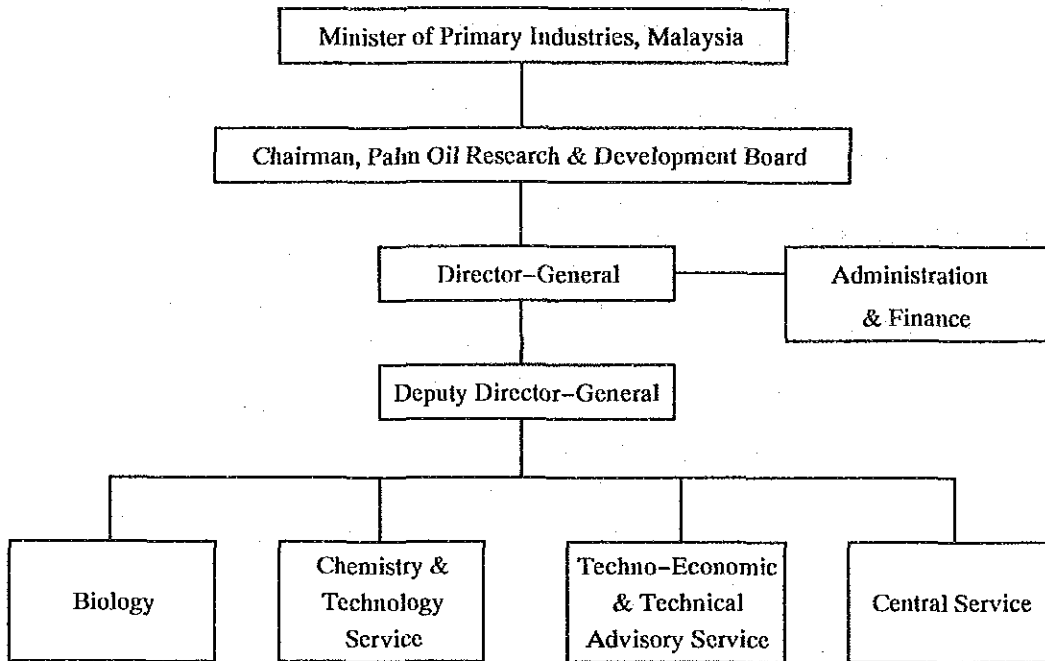 Minister of Primary Industries, Malaysia
Chairman, Palm Oil Research & Development Board
Director-General
Administration
& Finance
Deputy Director-General
Biology
Chemistry &
Technology
Service
Techno-Economic
& Technical
Advisory Service
Central Service